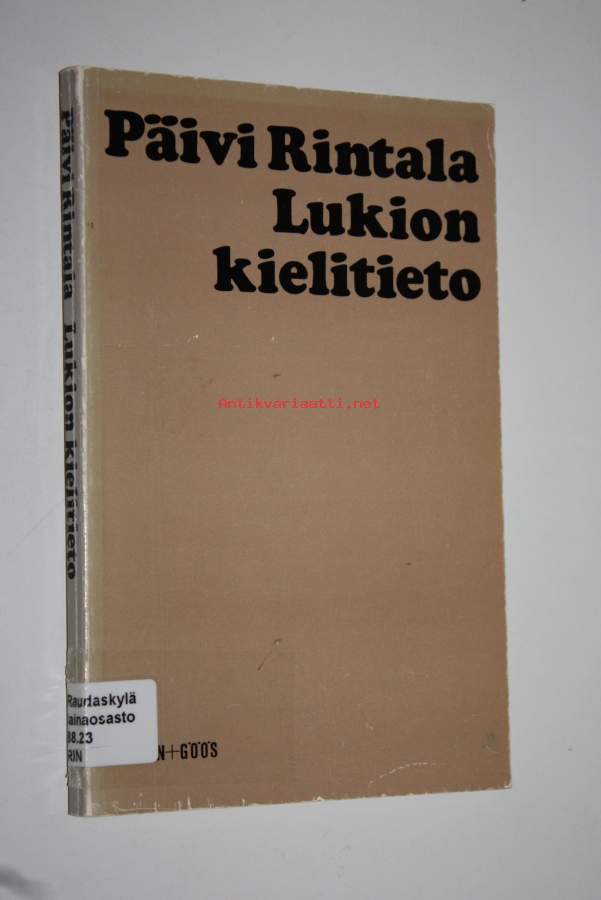 Päivi Rintala
Lukion
kielitieto
Antikvariaatti.net
Päivi Rintala Lukion kielitieto
Raudaskylä
lainaosasto
88.23
RIN
N+GÖÖS